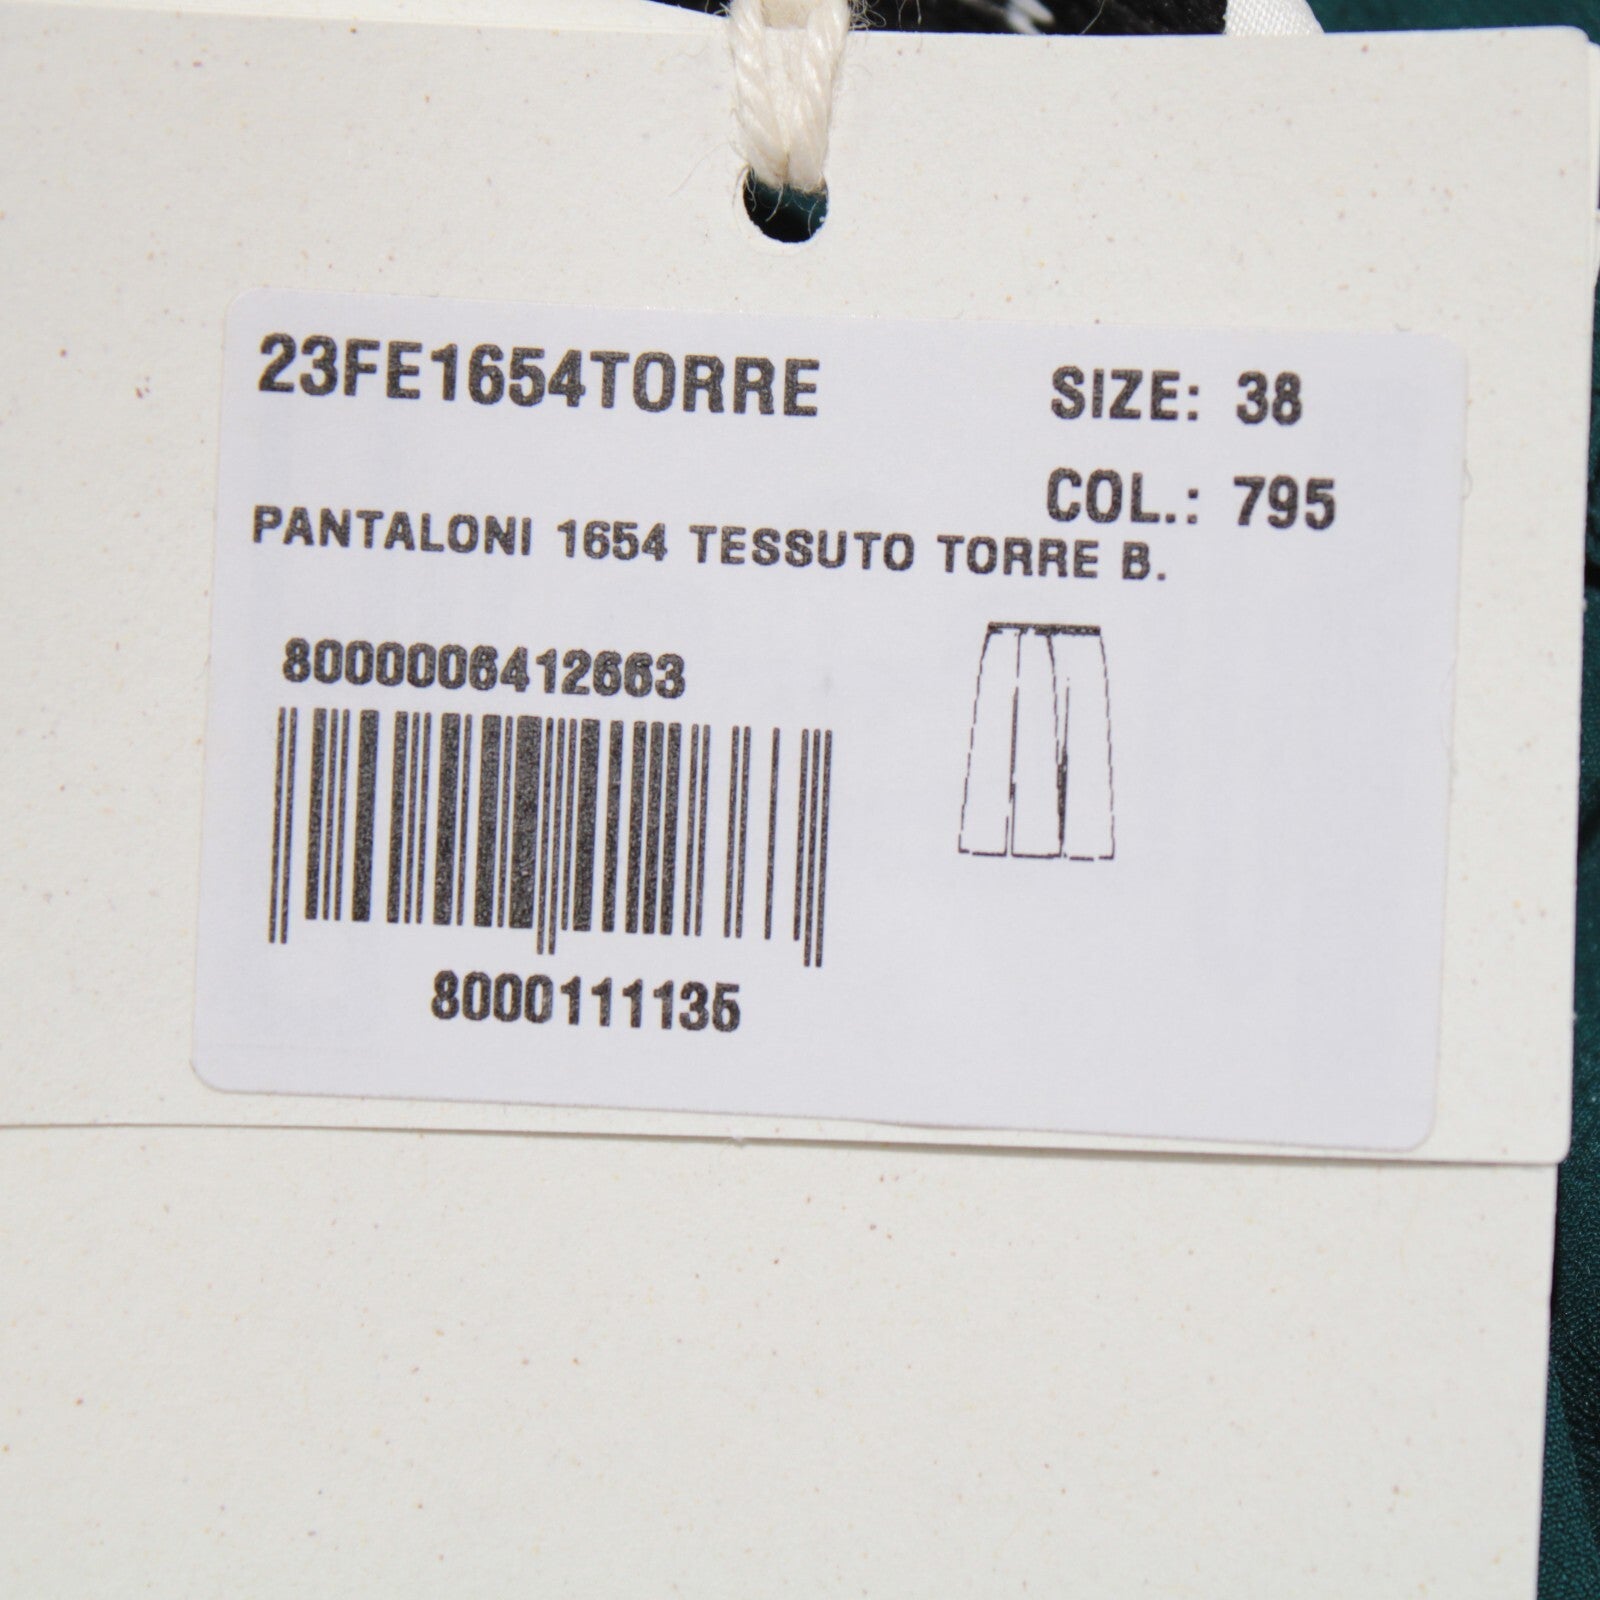 23FE1654TORRE
SIZE: 38
COL.: 795
PANTALONI 1654 TESSUTO TORRE B.
8000006412663
8000111135